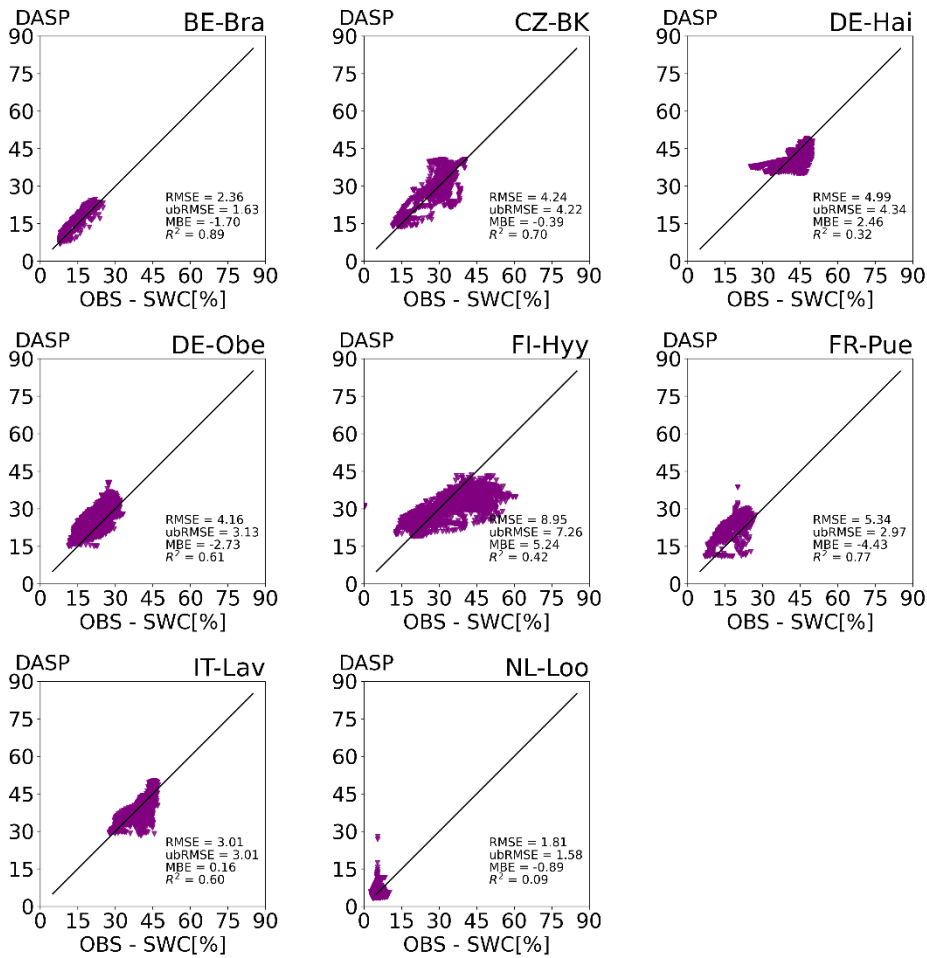 DASP BE-Bra
90
75
60
45
30
15
0
RMSE = 2.36
ubRMSE = 1.63
MBE = -1.70
R² = 0.89
0 15 30 45 60 75 90
OBS - SWC[%]
DASP CZ-BK
90
75
60
45
30
15
0
RMSE = 4.24
ubRMSE = 4.22
MBE = -0.39
R² = 0.70
0 15 30 45 60 75 90
OBS - SWC[%]
DASP DE-Hai
90
75
60
45
30
15
0
RMSE = 4.99
ubRMSE = 4.34
MBE = 2.46
R² = 0.32
0 15 30 45 60 75 90
OBS - SWC[%]
DASP DE-Obe
90
75
60
45
30
15
0
RMSE = 4.16
ubRMSE = 3.13
MBE = -2.73
R² = 0.61
0 15 30 45 60 75 90
OBS - SWC[%]
DASP FI-Hyy
90
75
60
45
30
15
0
RMSE = 8.95
ubRMSE = 7.26
MBE = 5.24
R² = 0.42
0 15 30 45 60 75 90
OBS - SWC[%]
DASP FR-Pue
90
75
60
45
30
15
0
RMSE = 5.34
ubRMSE = 2.97
MBE = -4.43
R² = 0.77
0 15 30 45 60 75 90
OBS - SWC[%]
DASP IT-Lav
90
75
60
45
30
15
0
RMSE = 3.01
ubRMSE = 3.01
MBE = 0.16
R² = 0.60
0 15 30 45 60 75 90
OBS - SWC[%]
DASP NL-Loo
90
75
60
45
30
15
0
RMSE = 1.81
ubRMSE = 1.58
MBE = -0.89
R² = 0.09
0 15 30 45 60 75 90
OBS - SWC[%]